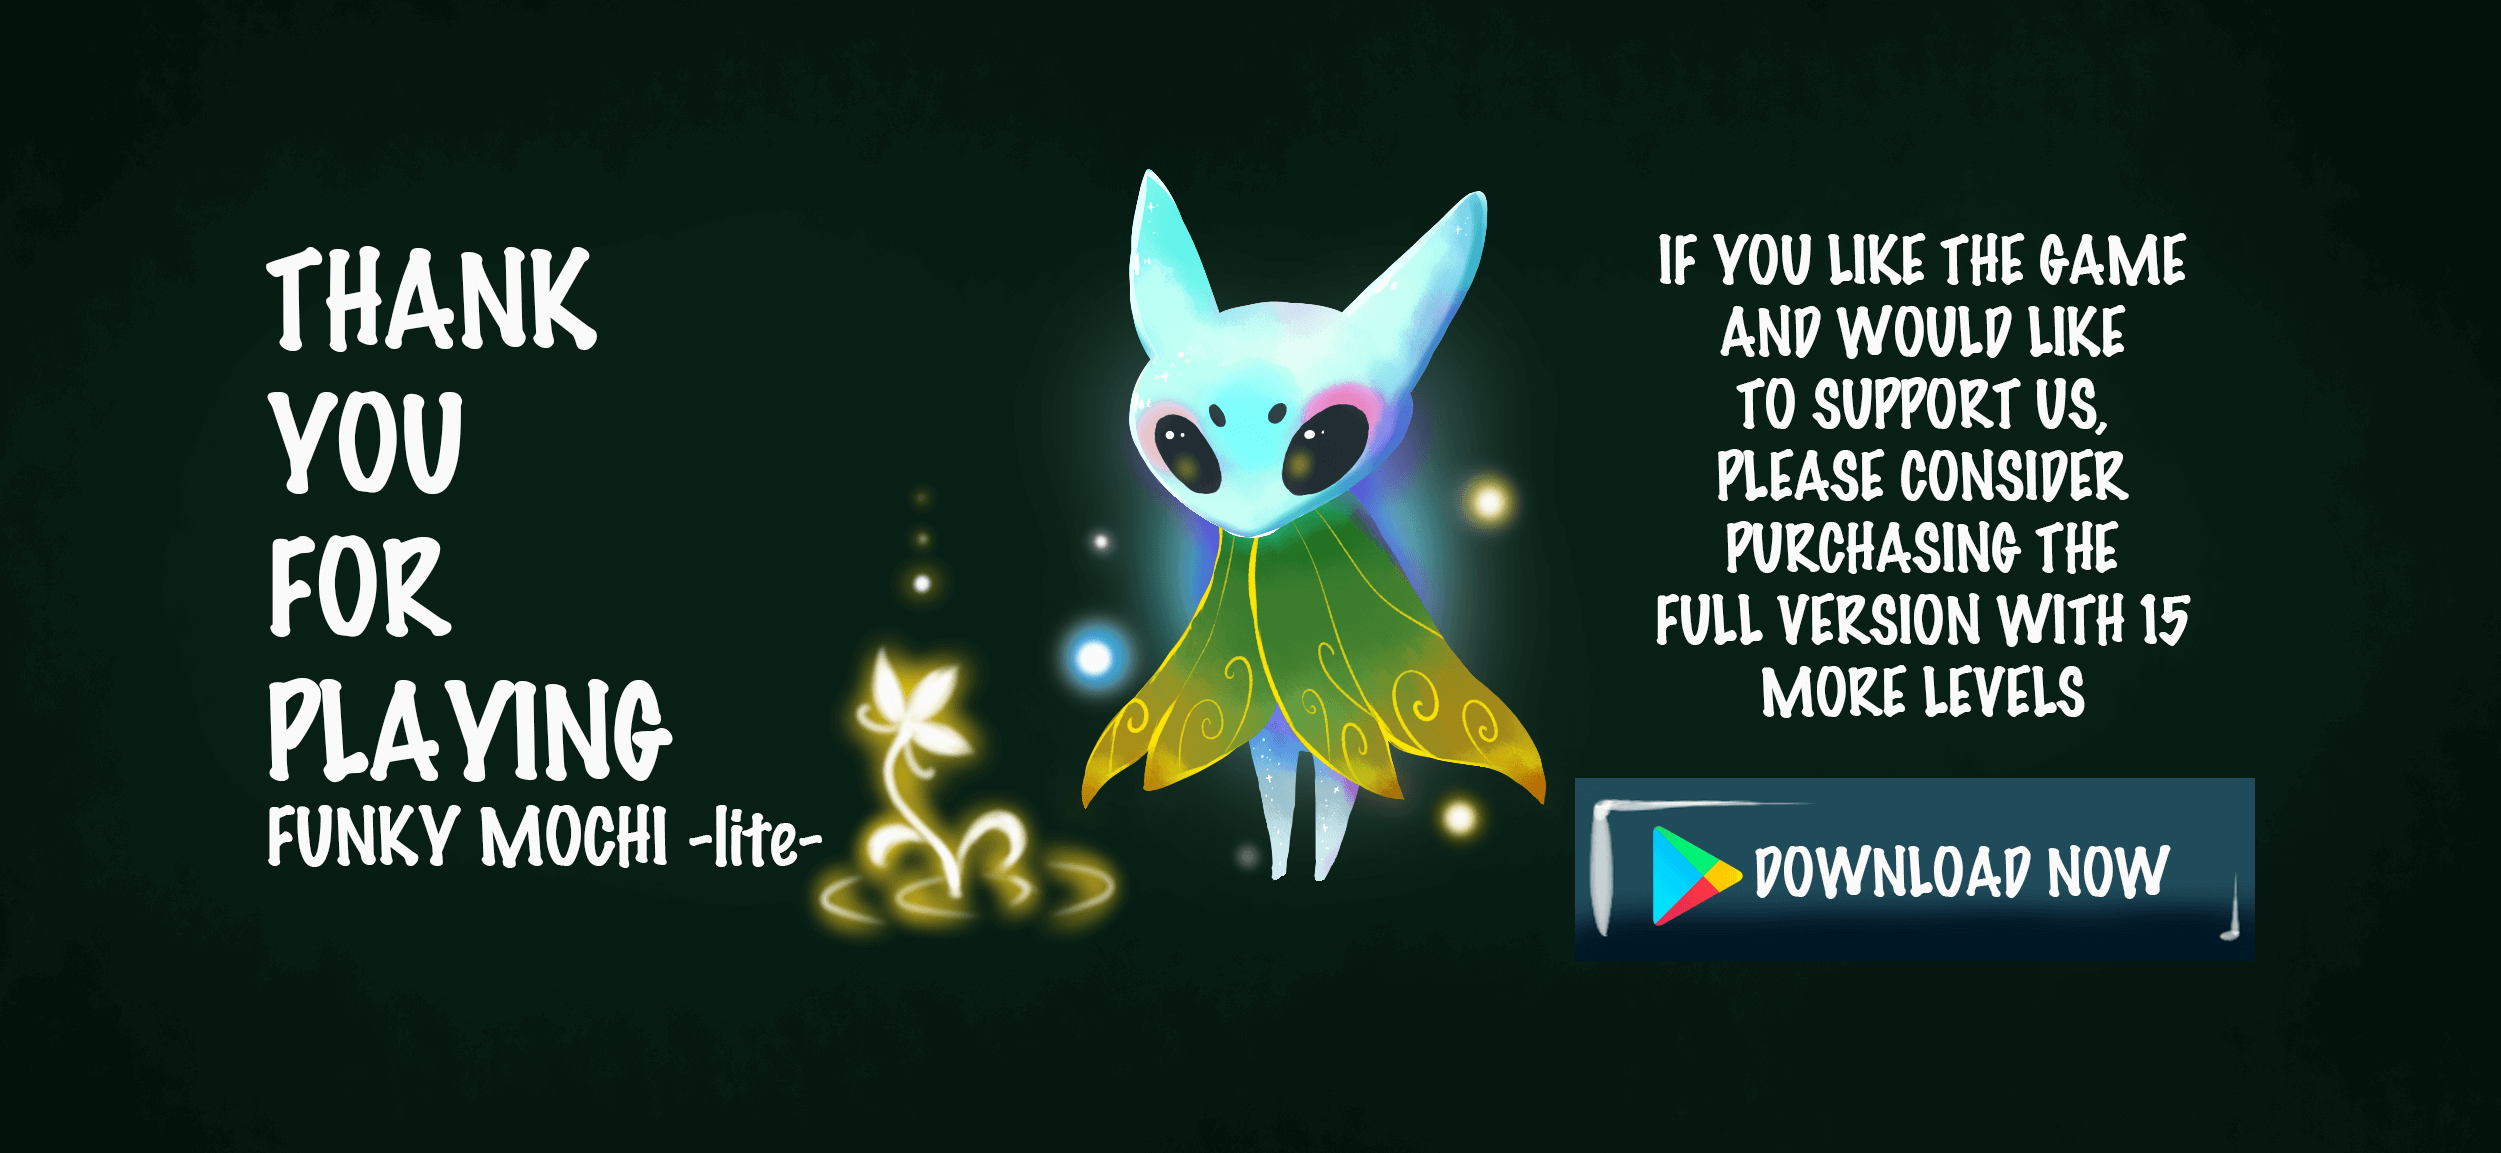 THANK
YOU
FOR
PLAYING
FUNKY MOCHI -lite-
IF YOU LIKE THE GAME
AND WOULD LIKE
TO SUPPORT US,
PLEASE CONSIDER
PURCHASING THE
FULL VERSION WITH 15
MORE LEVELS
DOWNLOAD NOW